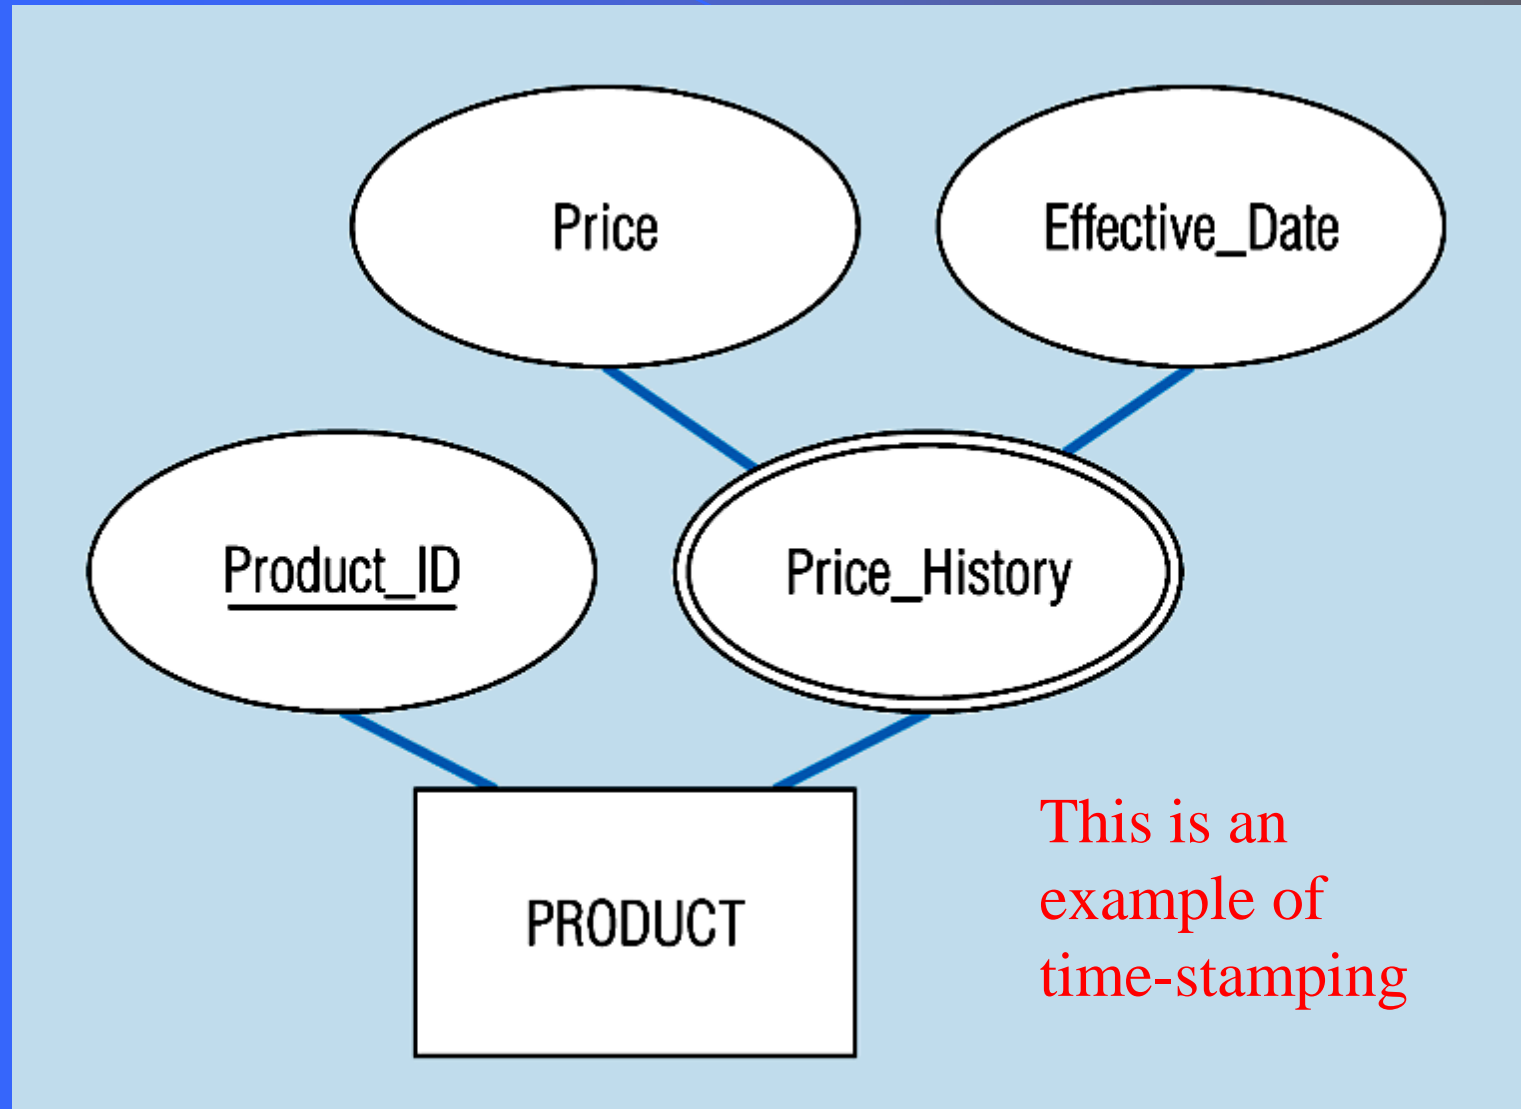 Price
Effective_Date
Product_ID
Price_History
PRODUCT
This is an
example of
time-stamping